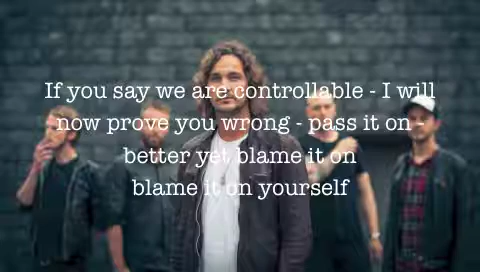 If you say we are controllable - I will
now prove you wrong - pass it on -
better yet blame it on
blame it on yourself